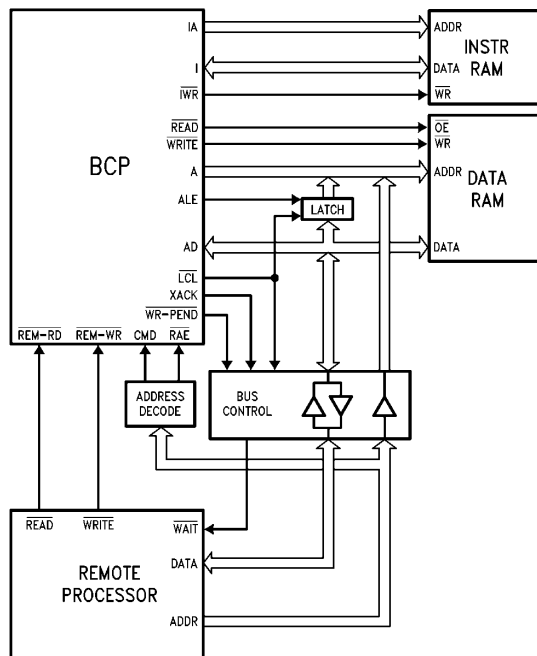 IA
ADDR
INSTR
RAM
I
DATA
IWR
WR
READ
OE
WRITE
WR
BCP
A
ADDR
DATA
RAM
ALE
LATCH
AD
DATA
LCL
XACK
WR-PEND
REM-RD REM-WR CMD RAE
ADDRESS
DECODE
BUS
CONTROL
READ WRITE
WAIT
DATA
REMOTE
PROCESSOR
ADDR